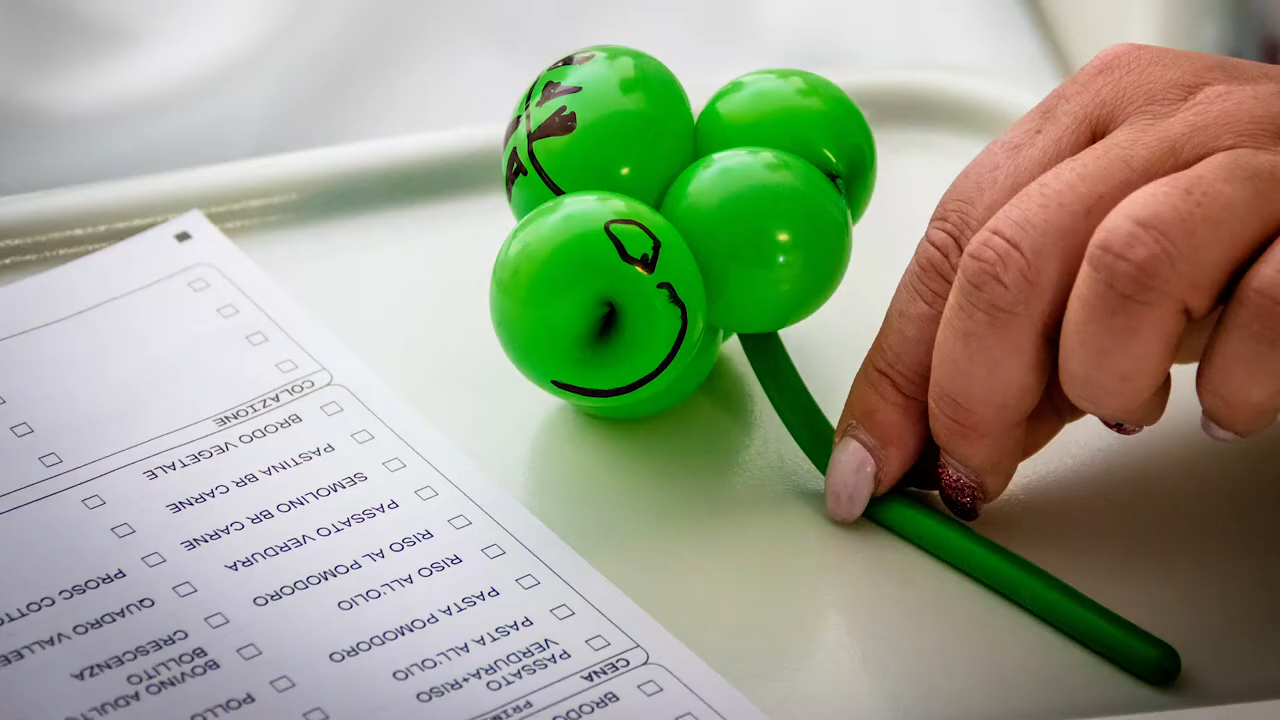 BRODO
CENA
PRIMI
PASSATO
VERDURA+RISO
PASTA ALL'OLIO
PASTA POMODORO
RISO ALL'OLIO
RISO AL POMODORO
PASSATO VERDURA
SEMOLINO BR CARNE
PASTINA BR CARNE
BRODO VEGETALE
POLLO
BOVINO ADULTO
BOLLITO
CRESCENZA
QUADRO VALLEE
PROSC COTTO
COLAZIONE